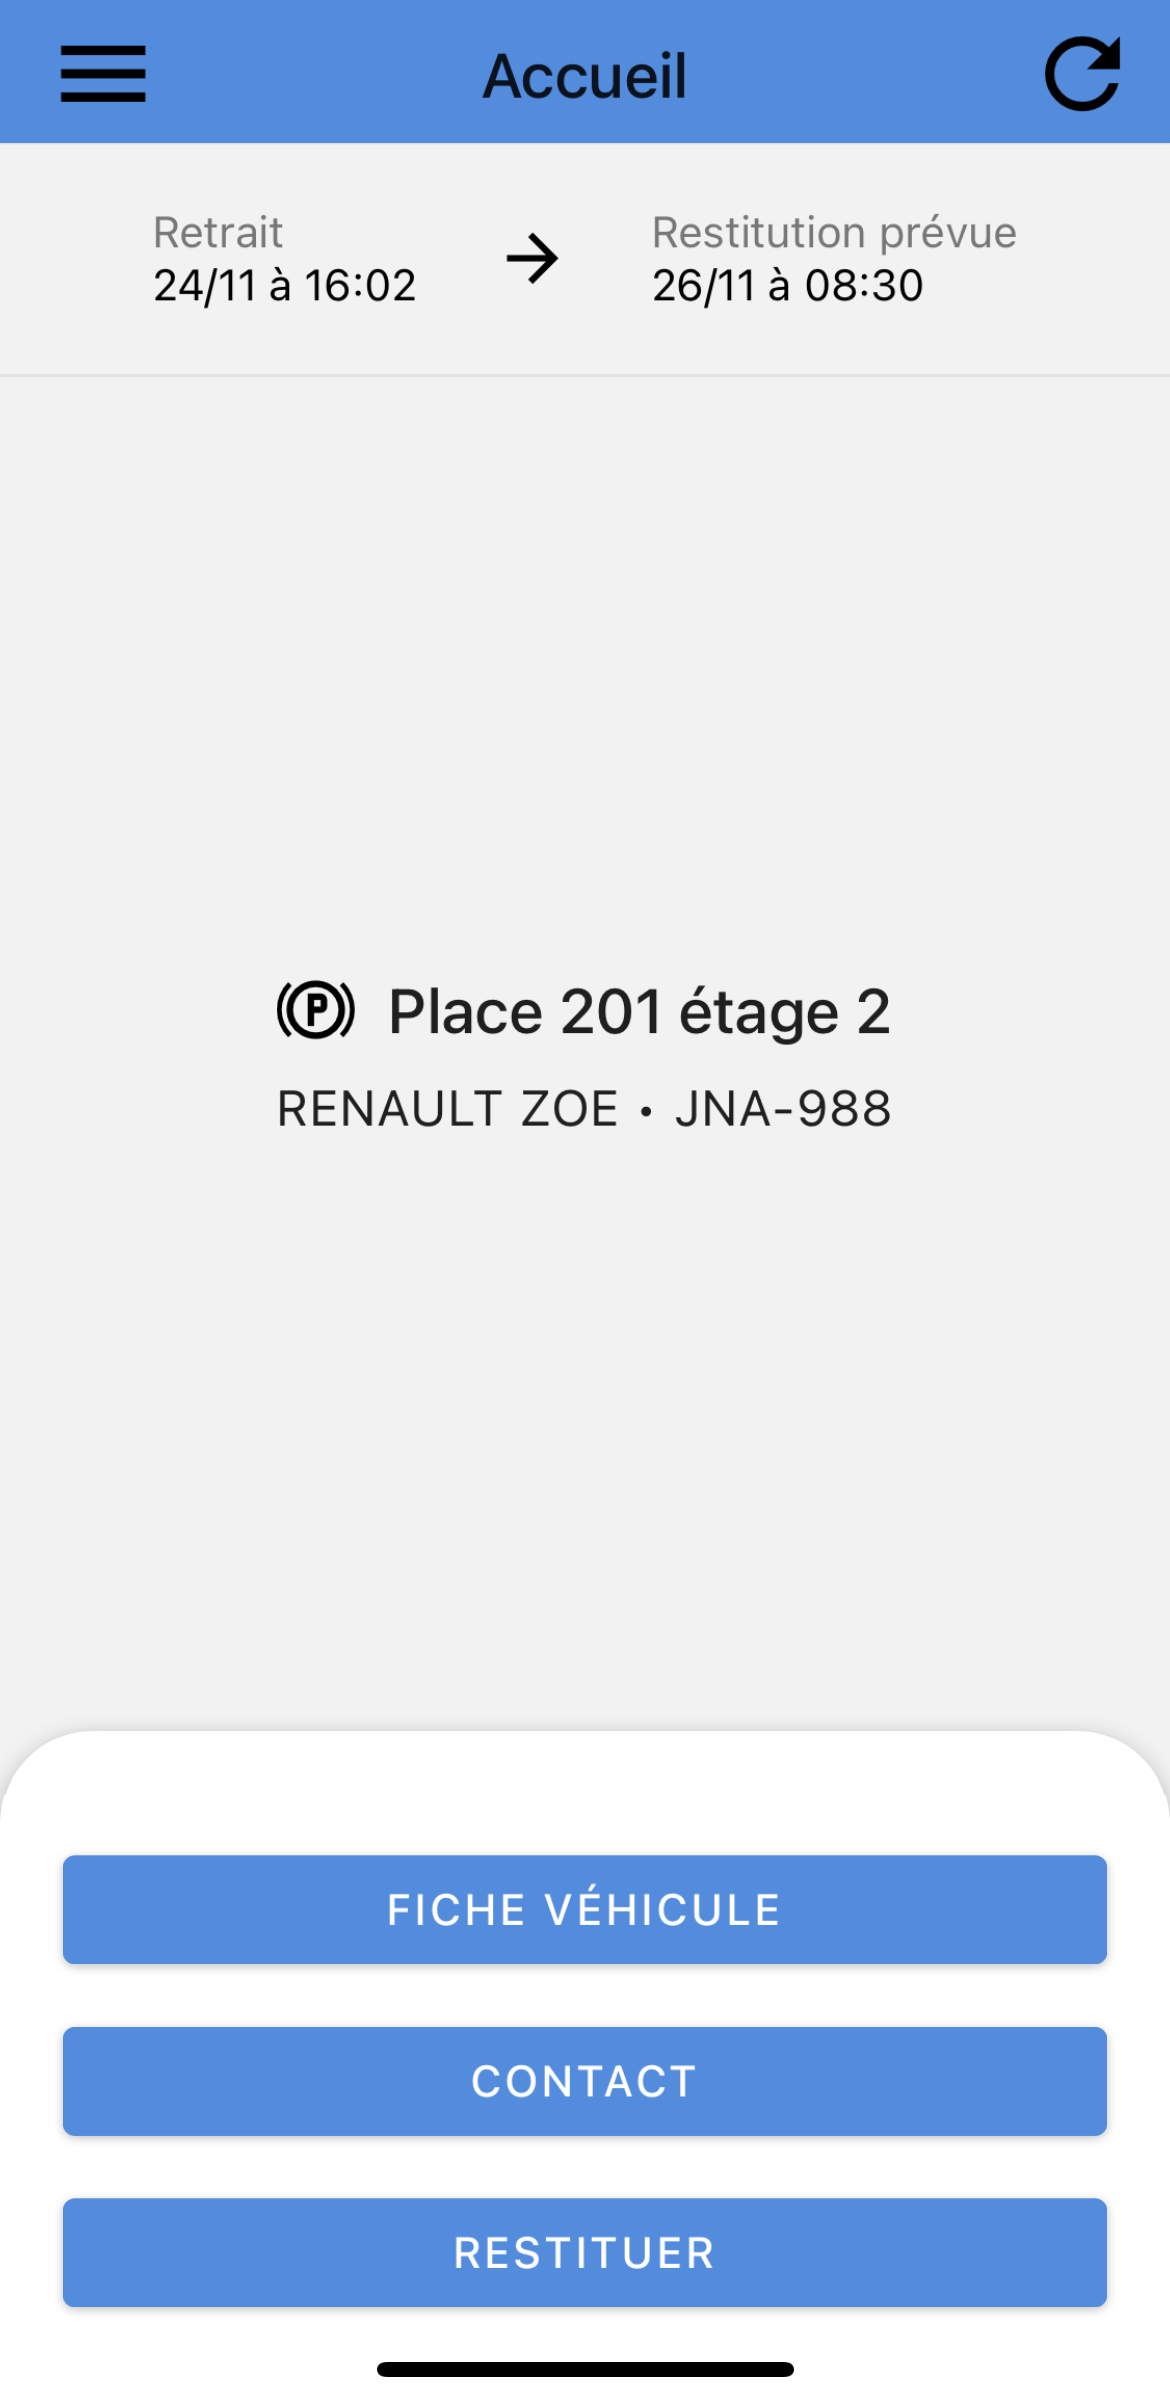 Accueil
Retrait
24/11 à 16:02
Restitution prévue
26/11 à 08:30
Place 201 étage 2
RENAULT ZOE • JNA-988
FICHE VÉHICULE
CONTACT
RESTITUER